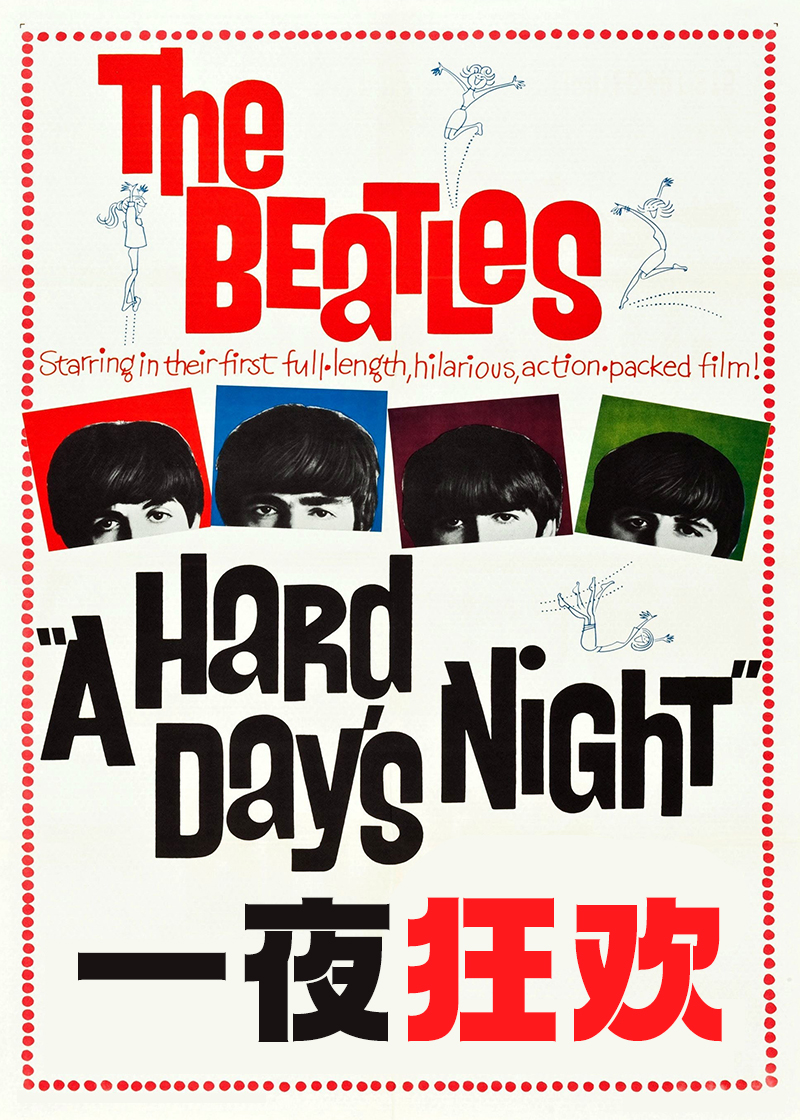 The
BEaTLes
Starring in their first full-length, hilarious, action-packed film!
"A HaRd
Day's NighT"
一夜狂欢